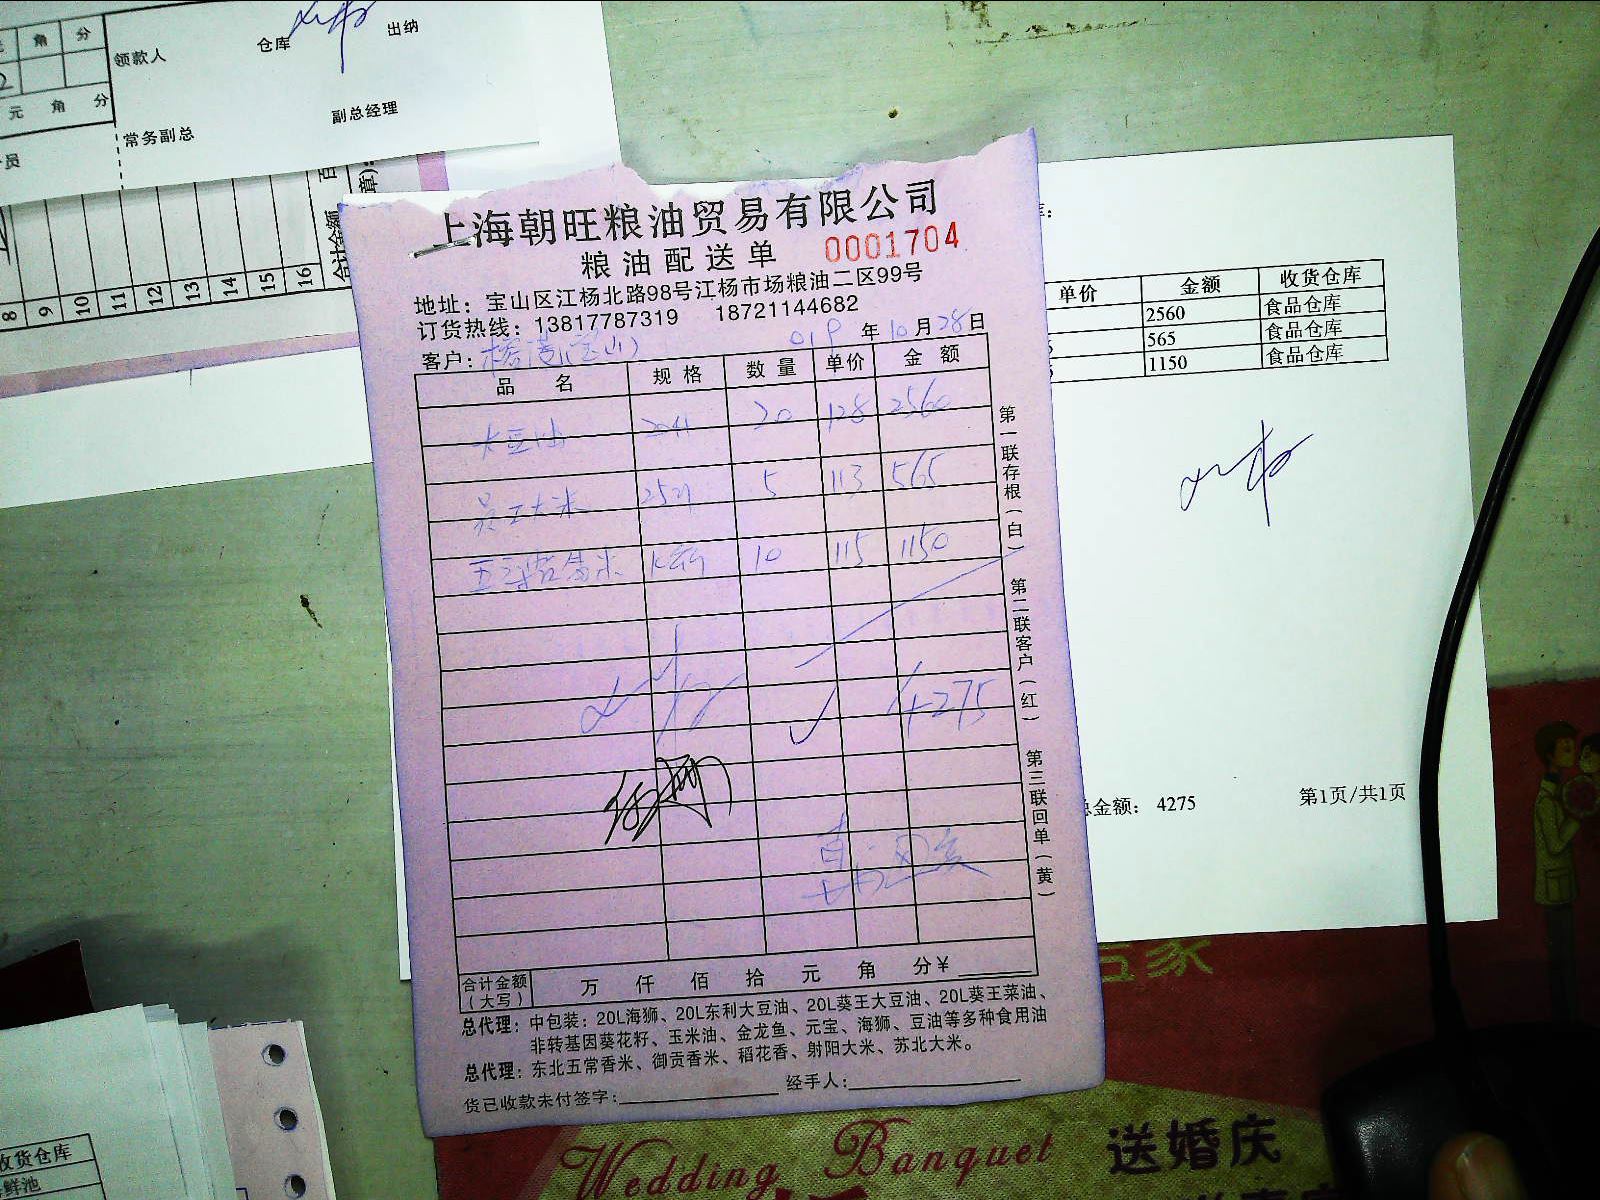 角 分
领款人
仓库
出纳
元 角 分
常务副总
副总经理
员
8 9 10 11 12 13 14 15 16
上海朝旺粮油贸易有限公司
粮油配送单 0001704
地址：宝山区江杨北路98号江杨市场粮油二区99号
订货热线：13817787319 18721144682
客户： 019 年 10 月 28 日
品名 规格 数量 单价 金额
大豆油 20 128 2560
员工大米 5 113 565
10 115 1150
4275
第一联存根（白） 第二联客户（红） 第三联回单（黄）
合计金额（大写） 万 仟 佰 拾 元 角 分￥
总代理：中包装：20L海狮、20L东利大豆油、20L葵王大豆油、20L葵王菜油、
非转基因葵花籽、玉米油、金龙鱼、元宝、海狮、豆油等多种食用油
总代理：东北五常香米、御贡香米、稻花香、射阳大米、苏北大米。
货已收款未付签字： 经手人：
单价 金额 收货仓库
2560 食品仓库
565 食品仓库
1150 食品仓库
总金额： 4275 第1页/共1页
收货仓库
鲜池
Wedding Banquet 送婚庆